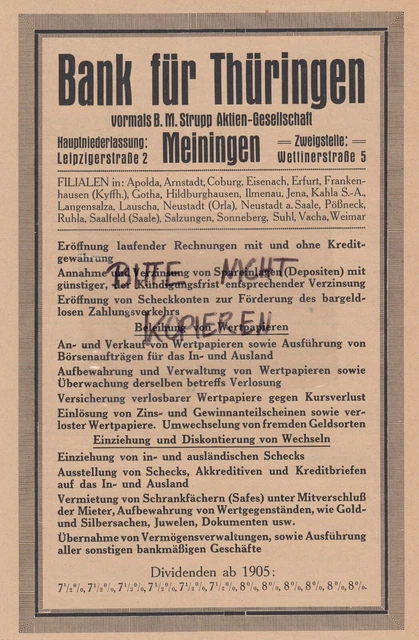 Bank für Thüringen
vormals B. M. Strupp Aktien-Gesellschaft
Hauptniederlassung: Leipzigerstraße 2
Meiningen
Zweigstelle: Wettinerstraße 5
FILIALEN in: Apolda, Arnstadt, Coburg, Eisenach, Erfurt, Franken-
hausen (Kyffh.), Gotha, Hildburghausen, Ilmenau, Jena, Kahla S.-A.,
Langensalza, Lauscha, Neustadt (Orla), Neustadt a. Saale, Pößneck,
Ruhla, Saalfeld (Saale), Salzungen, Sonneberg, Suhl, Vacha, Weimar
Eröffnung laufender Rechnungen mit und ohne Kredit-
gewährung
Annahme und Verzinsung von Spareinlagen (Depositen) mit
günstiger, der Kündigungsfrist entsprechender Verzinsung
Eröffnung von Scheckkonten zur Förderung des bargeld-
losen Zahlungsverkehrs
BITTE NICHT
KOPIEREN
Beleihung von Wertpapieren
An- und Verkauf von Wertpapieren sowie Ausführung von
Börsenaufträgen für das In- und Ausland
Aufbewahrung und Verwaltung von Wertpapieren sowie
Überwachung derselben betreffs Verlosung
Versicherung verlosbarer Wertpapiere gegen Kursverlust
Einlösung von Zins- und Gewinnanteilscheinen sowie ver-
loster Wertpapiere. Umwechselung von fremden Geldsorten
Einziehung und Diskontierung von Wechseln
Einziehung von in- und ausländischen Schecks
Ausstellung von Schecks, Akkreditiven und Kreditbriefen
auf das In- und Ausland
Vermietung von Schrankfächern (Safes) unter Mitverschluß
der Mieter, Aufbewahrung von Wertgegenständen, wie Gold-
und Silbersachen, Juwelen, Dokumenten usw.
Übernahme von Vermögensverwaltungen, sowie Ausführung
aller sonstigen bankmäßigen Geschäfte
Dividenden ab 1905:
7½%, 7½%, 7½%, 7½%, 7½%, 7½%, 8%, 8%, 8%, 8%, 8%.